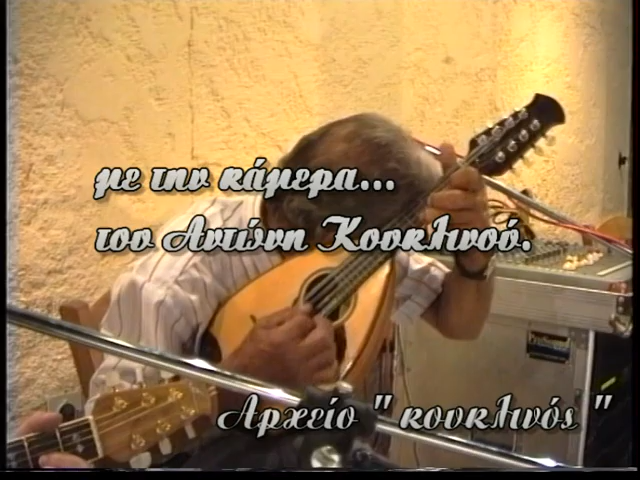 με την κάμερα...
του Αντώνη Κουκλινού.
Αρχείο " κουκλινός "